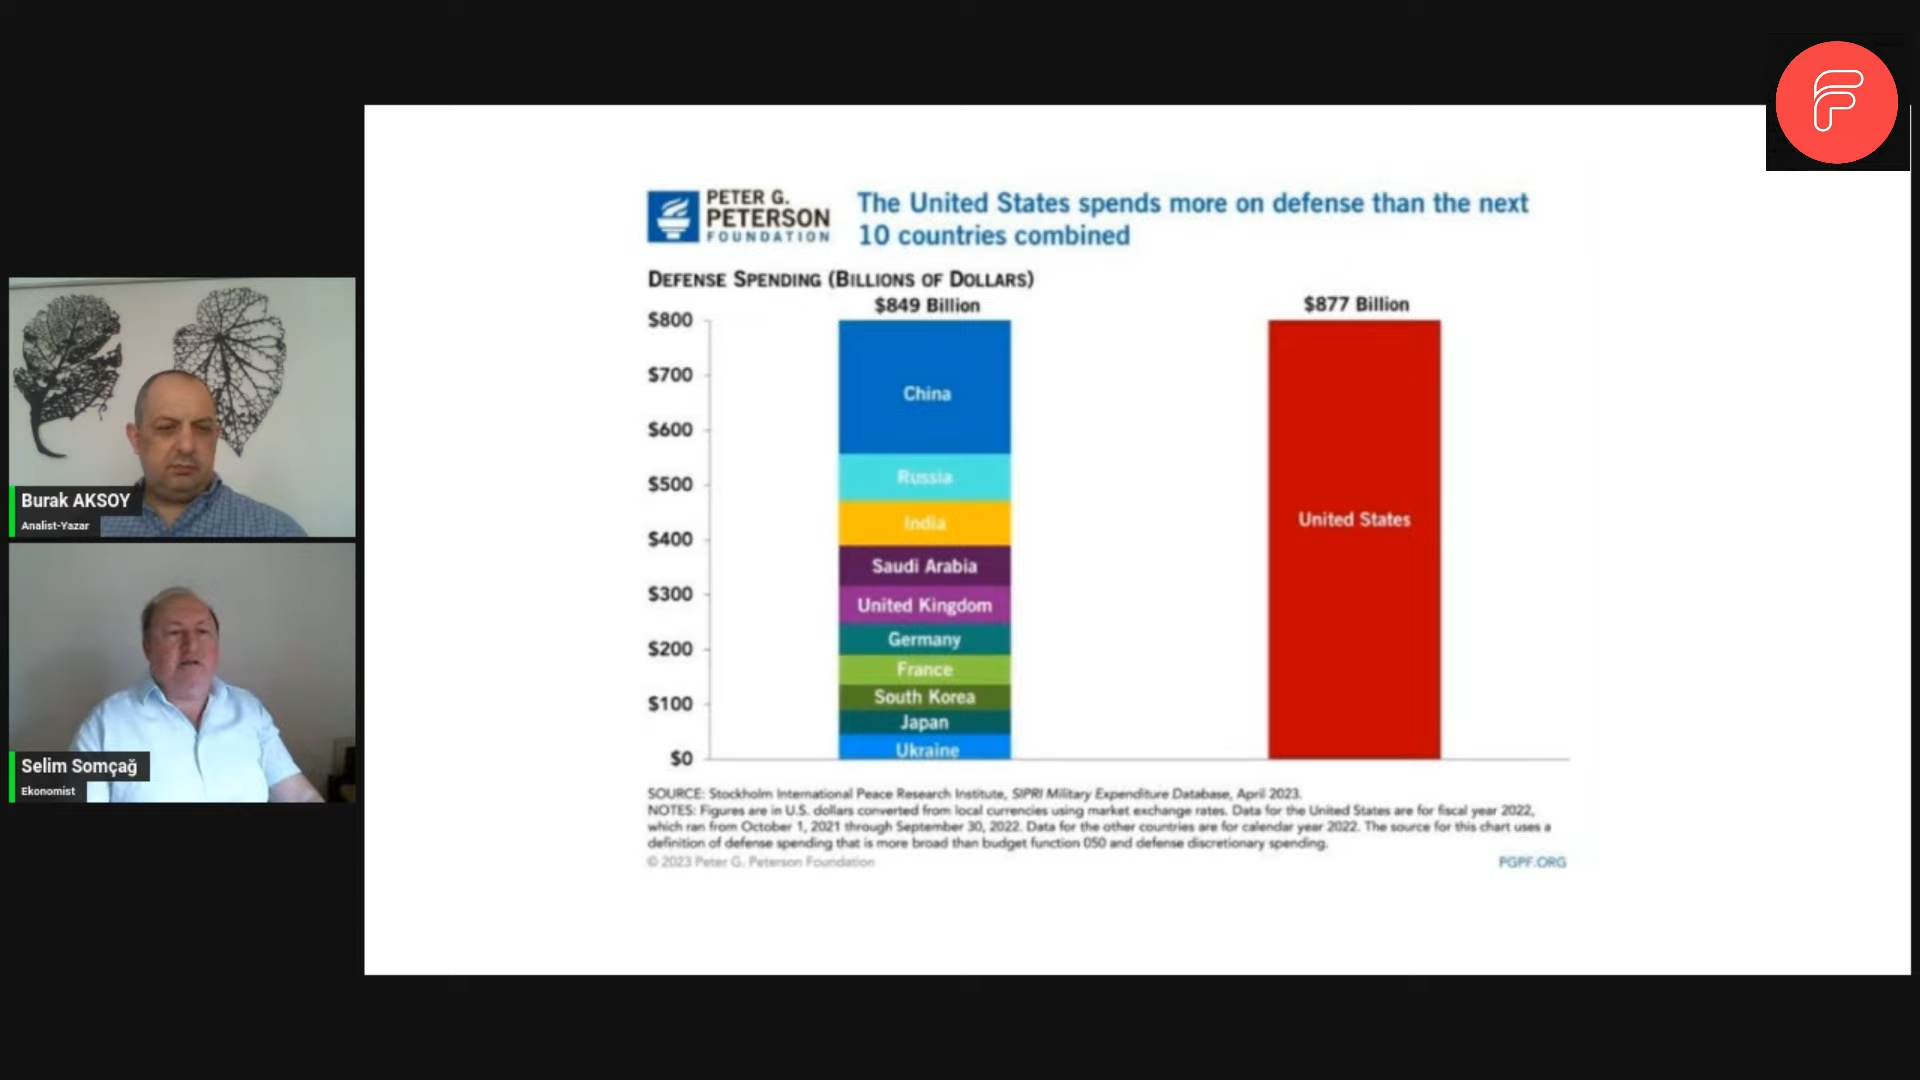 PETER G.
PETERSON
FOUNDATION
The United States spends more on defense than the next
10 countries combined
DEFENSE SPENDING (BILLIONS OF DOLLARS)
$849 Billion
$877 Billion
$800
$700
$600
$500
$400
$300
$200
$100
$0
China
Russia
India
Saudi Arabia
United Kingdom
Germany
France
South Korea
Japan
Ukraine
United States
SOURCE: Stockholm International Peace Research Institute, SIPRI Military Expenditure Database, April 2023.
NOTES: Figures are in U.S. dollars converted from local currencies using market exchange rates. Data for the United States are for fiscal year 2022,
which ran from October 1, 2021 through September 30, 2022. Data for the other countries are for calendar year 2022. The source for this chart uses a
definition of defense spending that is more broad than budget function 050 and defense discretionary spending.
© 2023 Peter G. Peterson Foundation
PGPF.ORG
Burak AKSOY
Analist-Yazar
Selim Somçağ
Ekonomist
F